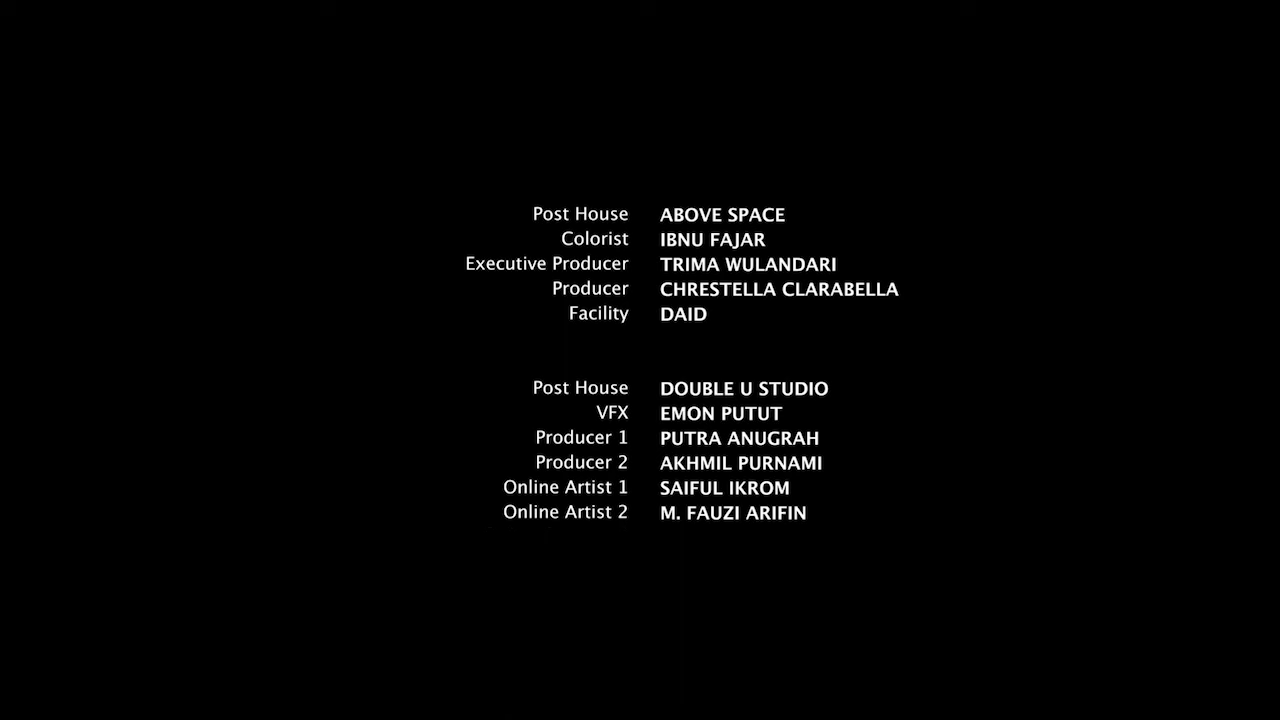 Post House ABOVE SPACE
Colorist IBNU FAJAR
Executive Producer TRIMA WULANDARI
Producer CHRESTELLA CLARABELLA
Facility DAID
Post House DOUBLE U STUDIO
VFX EMON PUTUT
Producer 1 PUTRA ANUGRAH
Producer 2 AKHMIL PURNAMI
Online Artist 1 SAIFUL IKROM
Online Artist 2 M. FAUZI ARIFIN